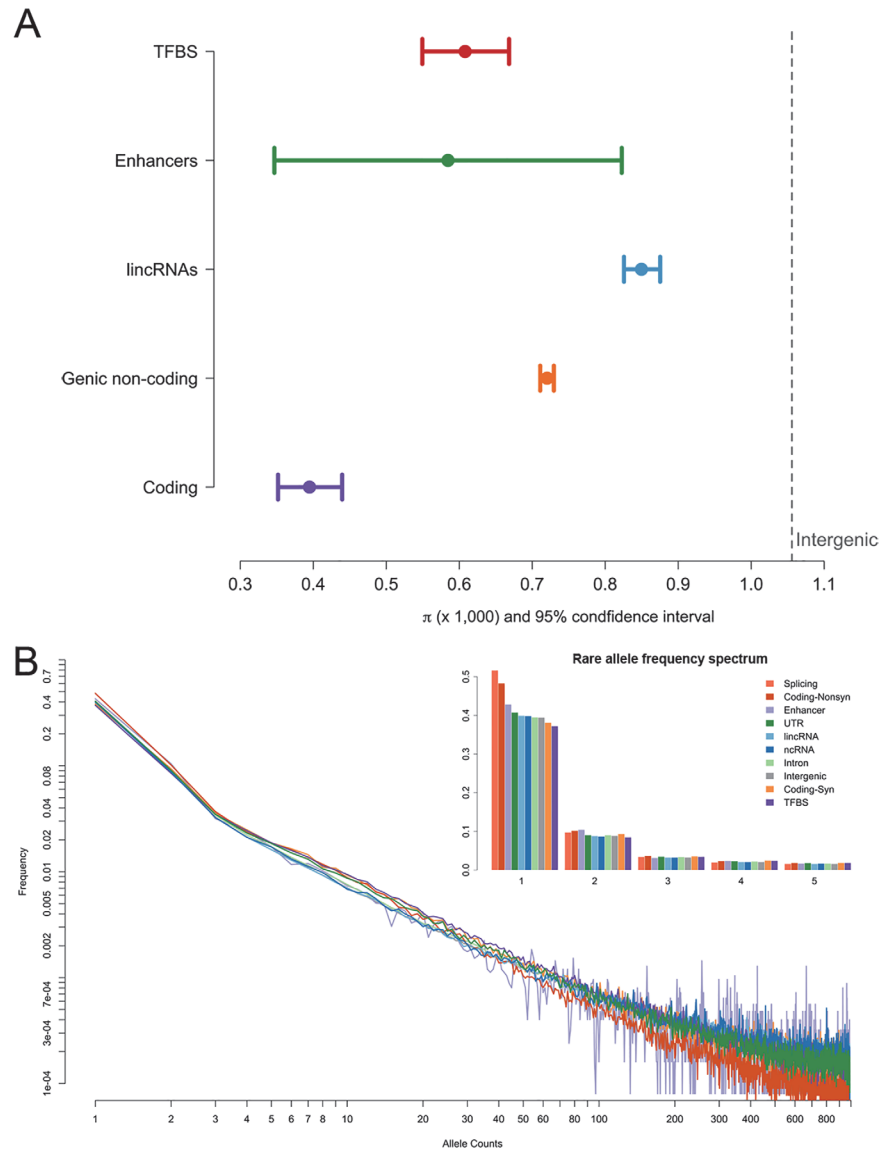 A
TFBS
Enhancers
lincRNAs
Genic non-coding
Coding
Intergenic
0.3 0.4 0.5 0.6 0.7 0.8 0.9 1.0 1.1
π (x 1,000) and 95% condfidence interval
B
Rare allele frequency spectrum
0.5
0.4
0.3
0.2
0.1
0.0
Splicing
Coding-Nonsyn
Enhancer
UTR
lincRNA
ncRNA
Intron
Intergenic
Coding-Syn
TFBS
1 2 3 4 5
Frequency
0.7
0.4
0.2
0.08
0.04
0.02
0.01
0.005
0.002
7e-04
3e-04
1e-04
1 2 3 4 5 6 7 8 10 20 30 40 50 60 80 100 200 300 400 600 800
Allele Counts